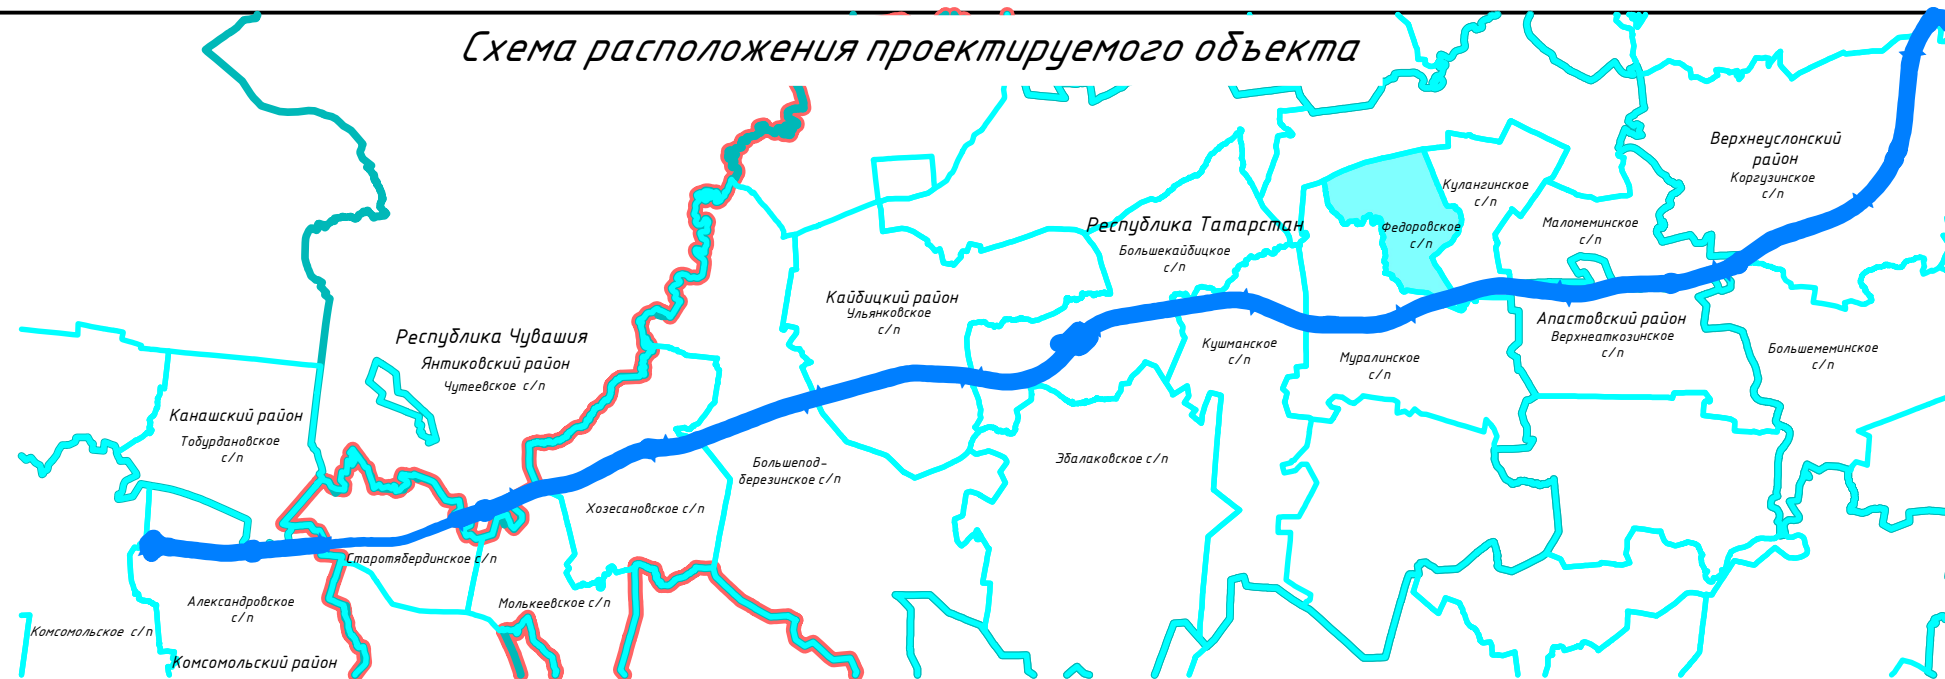 Схема расположения проектируемого объекта
Верхнеуслонский
район
Коргузинское
с/п
Кулангинское
с/п
Маломеминское
с/п
Федоровское
с/п
Республика Татарстан
Большекайбицкое
с/п
Кайбицкий район
Ульянковское
с/п
Апастовский район
Верхнеаткозинское
с/п
Большемеминское
с/п
Кушманское
с/п
Муралинское
с/п
Республика Чувашия
Янтиковский район
Чутеевское с/п
Канашский район
Тобурдановское
с/п
Большепод-
березинское с/п
Эбалаковское с/п
Хозесановское с/п
Старотябердинское с/п
Молькеевское с/п
Александровское
с/п
Комсомольское с/п
Комсомольский район